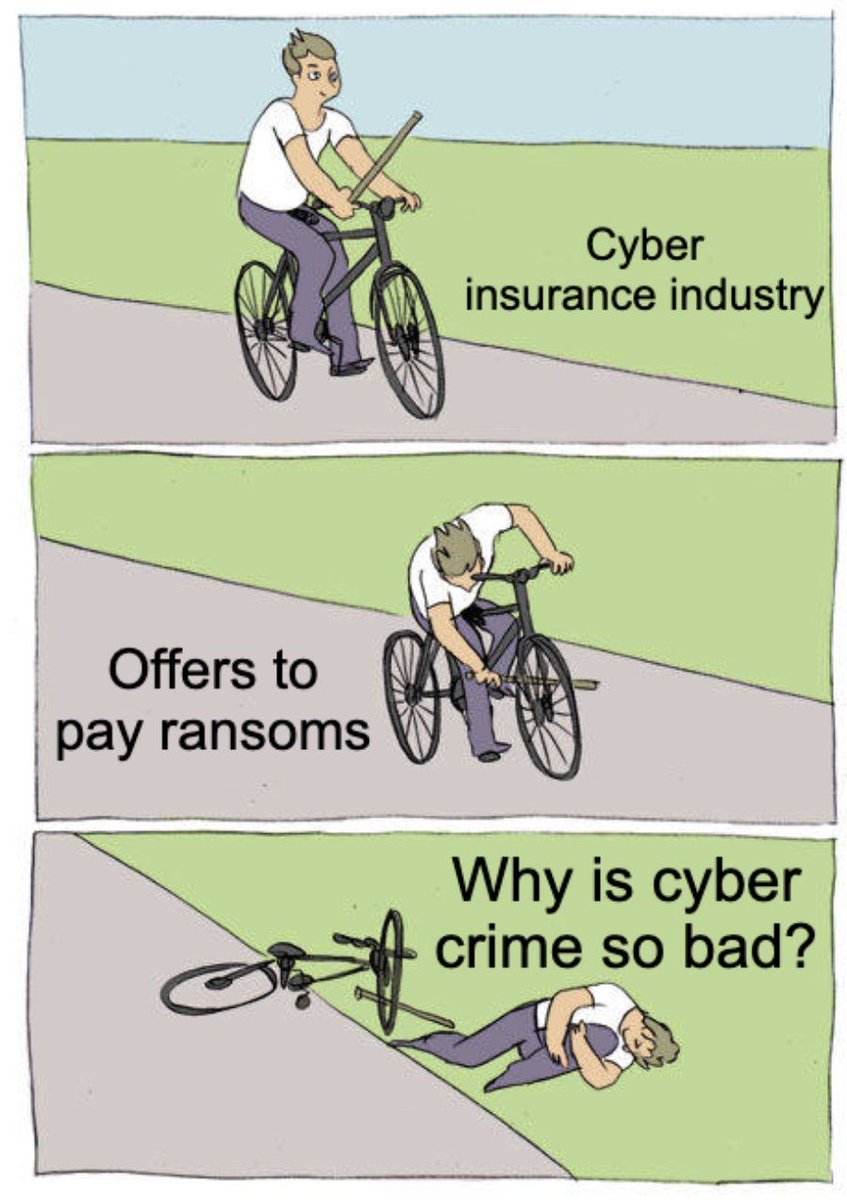 Cyber
insurance industry
Offers to
pay ransoms
Why is cyber
crime so bad?